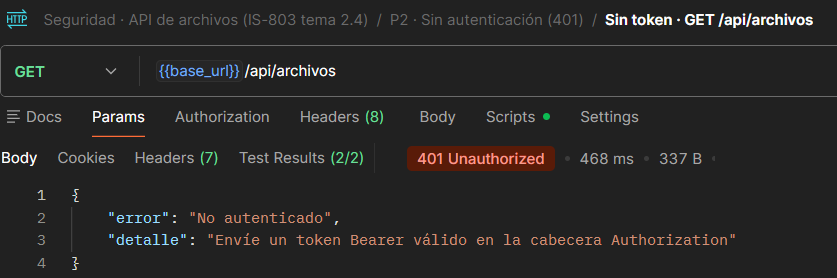 HTTP Seguridad · API de archivos (IS-803 tema 2.4) / P2 · Sin autenticación (401) / Sin token · GET /api/archivos
GET {{base_url}} /api/archivos
Docs Params Authorization Headers (8) Body Scripts Settings
Body Cookies Headers (7) Test Results (2/2) 401 Unauthorized 468 ms 337 B
1 {
2 "error": "No autenticado",
3 "detalle": "Envíe un token Bearer válido en la cabecera Authorization"
4 }